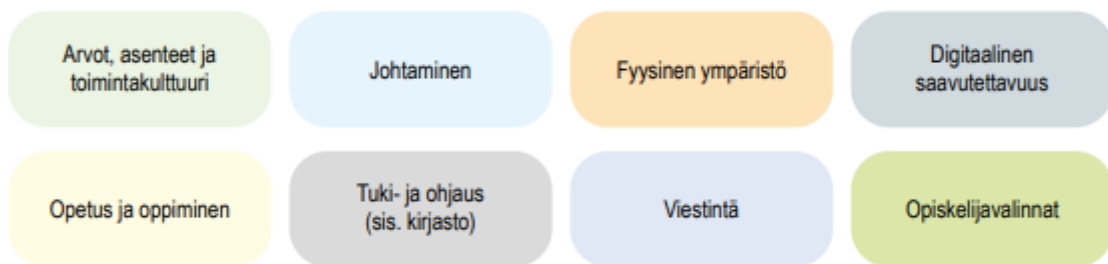 Arvot, asenteet ja
toimintakulttuuri
Johtaminen
Fyysinen ympäristö
Digitaalinen
saavutettavuus
Opetus ja oppiminen
Tuki- ja ohjaus
(sis. kirjasto)
Viestintä
Opiskelijavalinnat